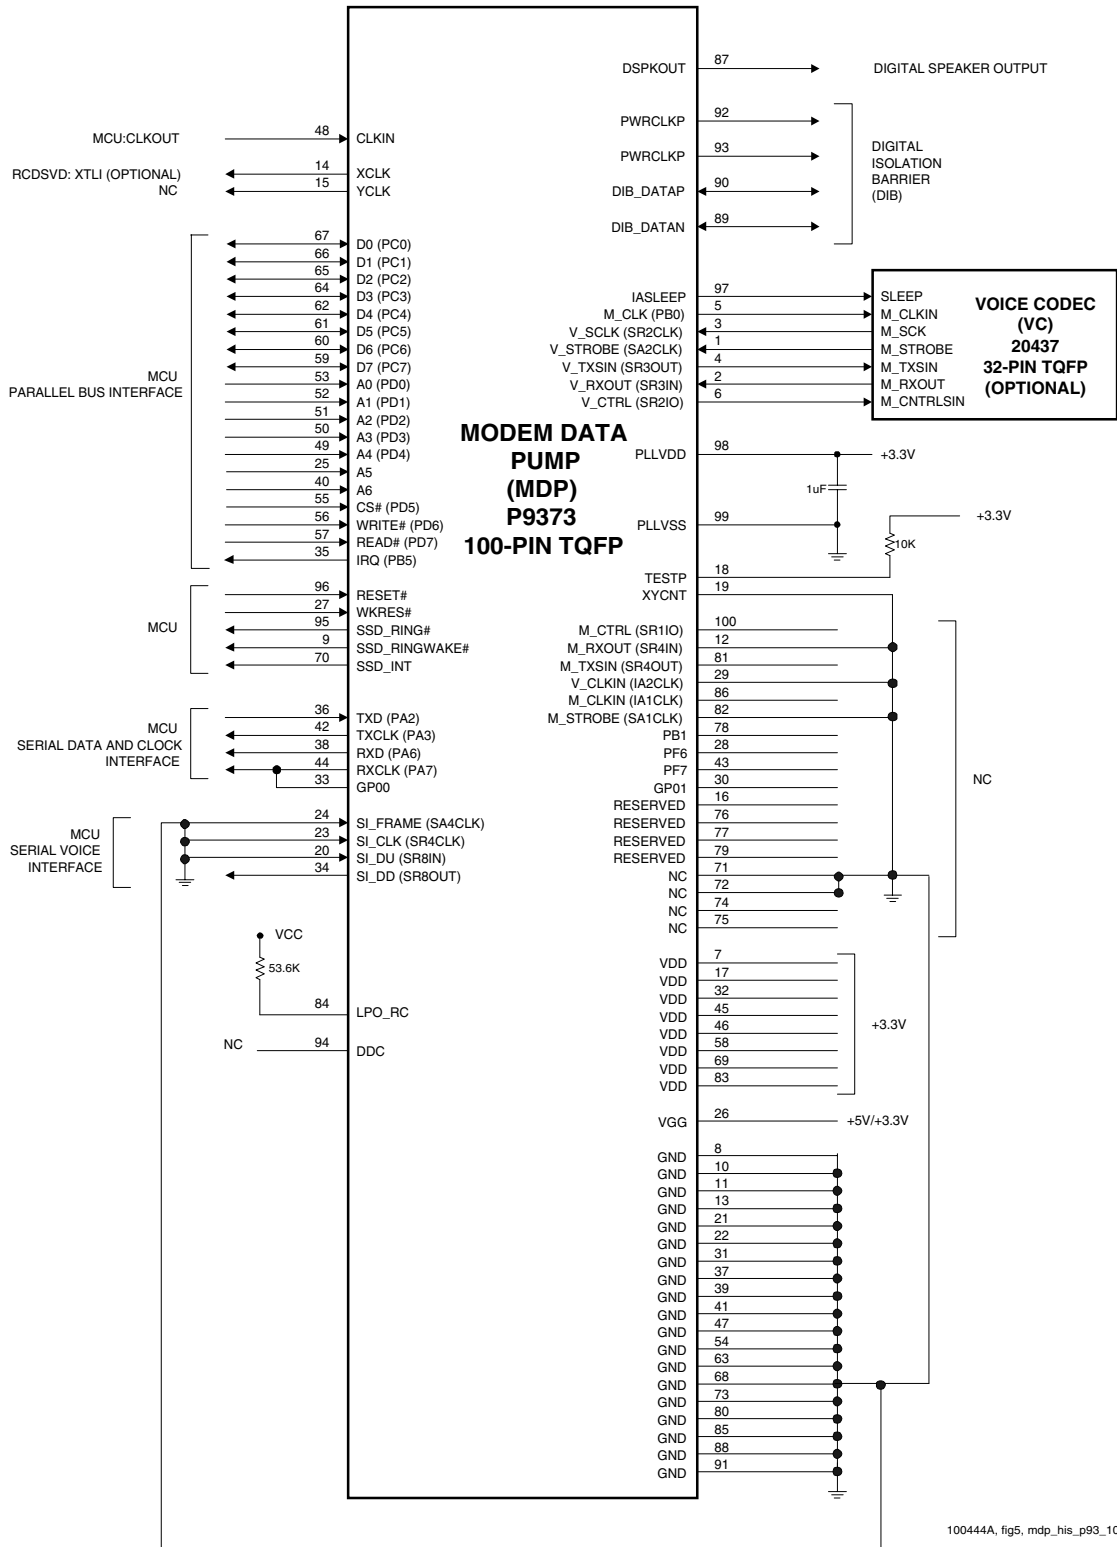 DSPKOUT 87 DIGITAL SPEAKER OUTPUT
PWRCLKP 92
PWRCLKP 93
DIB_DATAP 90
DIB_DATAN 89
DIGITAL
ISOLATION
BARRIER
(DIB)
MCU:CLKOUT 48 CLKIN
RCDSVD: XTLI (OPTIONAL) 14 XCLK
NC 15 YCLK
MCU
PARALLEL BUS INTERFACE
67 D0 (PC0)
66 D1 (PC1)
65 D2 (PC2)
64 D3 (PC3)
62 D4 (PC4)
61 D5 (PC5)
60 D6 (PC6)
59 D7 (PC7)
53 A0 (PD0)
52 A1 (PD1)
51 A2 (PD2)
50 A3 (PD3)
49 A4 (PD4)
25 A5
40 A6
55 CS# (PD5)
56 WRITE# (PD6)
57 READ# (PD7)
35 IRQ (PB5)
IASLEEP 97 SLEEP
M_CLK (PB0) 5 M_CLKIN
V_SCLK (SR2CLK) 3 M_SCK
V_STROBE (SA2CLK) 1 M_STROBE
V_TXSIN (SR3OUT) 4 M_TXSIN
V_RXOUT (SR3IN) 2 M_RXOUT
V_CTRL (SR2IO) 6 M_CNTRLSIN
VOICE CODEC
(VC)
20437
32-PIN TQFP
(OPTIONAL)
MODEM DATA
PUMP
(MDP)
P9373
100-PIN TQFP
PLLVDD 98 +3.3V
1uF
PLLVSS 99
+3.3V
10K
TESTP 18
XYCNT 19
MCU
96 RESET#
27 WKRES#
95 SSD_RING#
9 SSD_RINGWAKE#
70 SSD_INT
MCU
SERIAL DATA AND CLOCK
INTERFACE
36 TXD (PA2)
42 TXCLK (PA3)
38 RXD (PA6)
44 RXCLK (PA7)
33 GP00
MCU
SERIAL VOICE
INTERFACE
24 SI_FRAME (SA4CLK)
23 SI_CLK (SR4CLK)
20 SI_DU (SR8IN)
34 SI_DD (SR8OUT)
M_CTRL (SR1IO) 100
M_RXOUT (SR4IN) 12
M_TXSIN (SR4OUT) 81
V_CLKIN (IA2CLK) 29
M_CLKIN (IA1CLK) 86
M_STROBE (SA1CLK) 82
PB1 78
PF6 28
PF7 43
GP01 30
RESERVED 16
RESERVED 76
RESERVED 77
RESERVED 79
NC 71
NC 72
NC 74
NC 75
NC
VCC
53.6K
84 LPO_RC
NC 94 DDC
VDD 7
VDD 17
VDD 32
VDD 45
VDD 46
VDD 58
VDD 69
VDD 83
+3.3V
VGG 26 +5V/+3.3V
GND 8
GND 10
GND 11
GND 13
GND 21
GND 22
GND 31
GND 37
GND 39
GND 41
GND 47
GND 54
GND 63
GND 68
GND 73
GND 80
GND 85
GND 88
GND 91
100444A, fig5, mdp_his_p93_10